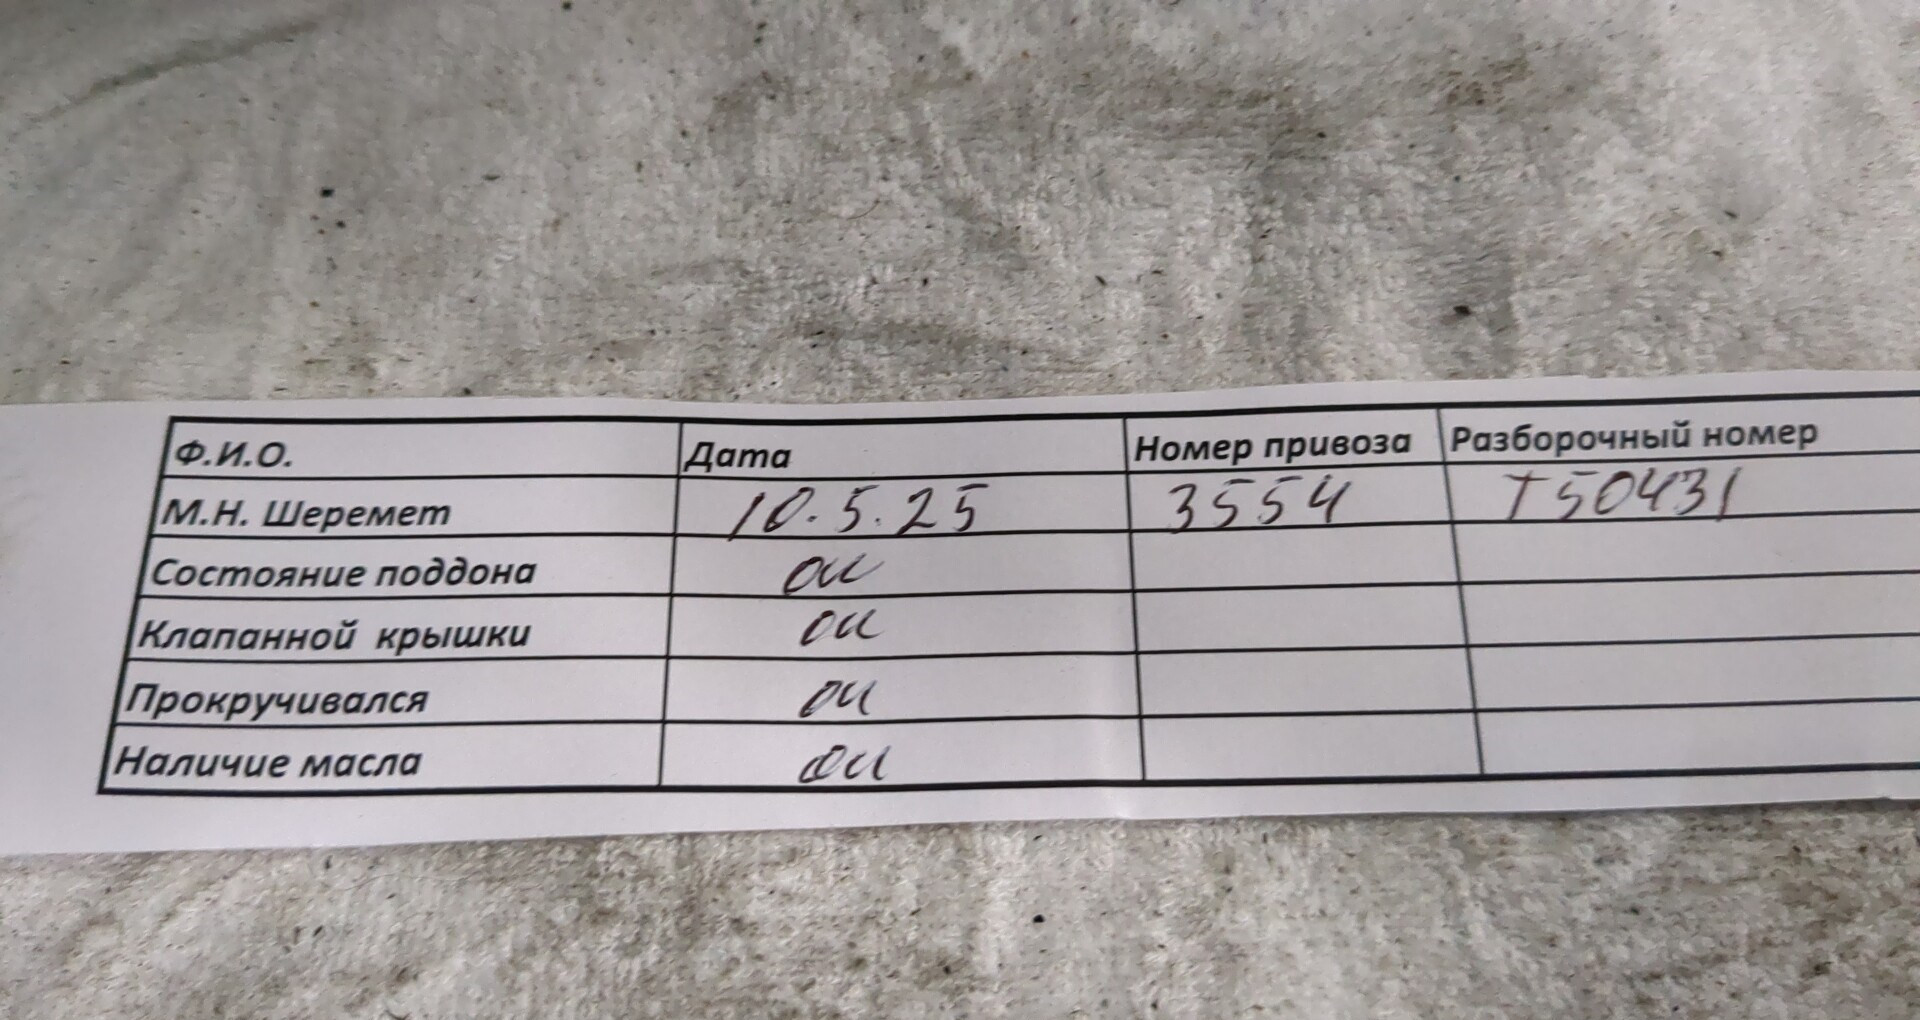 Ф.И.О. Дата Номер привоза Разборочный номер
М.Н. Шеремет 10.5.25 3554 T50431
Состояние поддона ок
Клапанной крышки ок
Прокручивался ок
Наличие масла ок